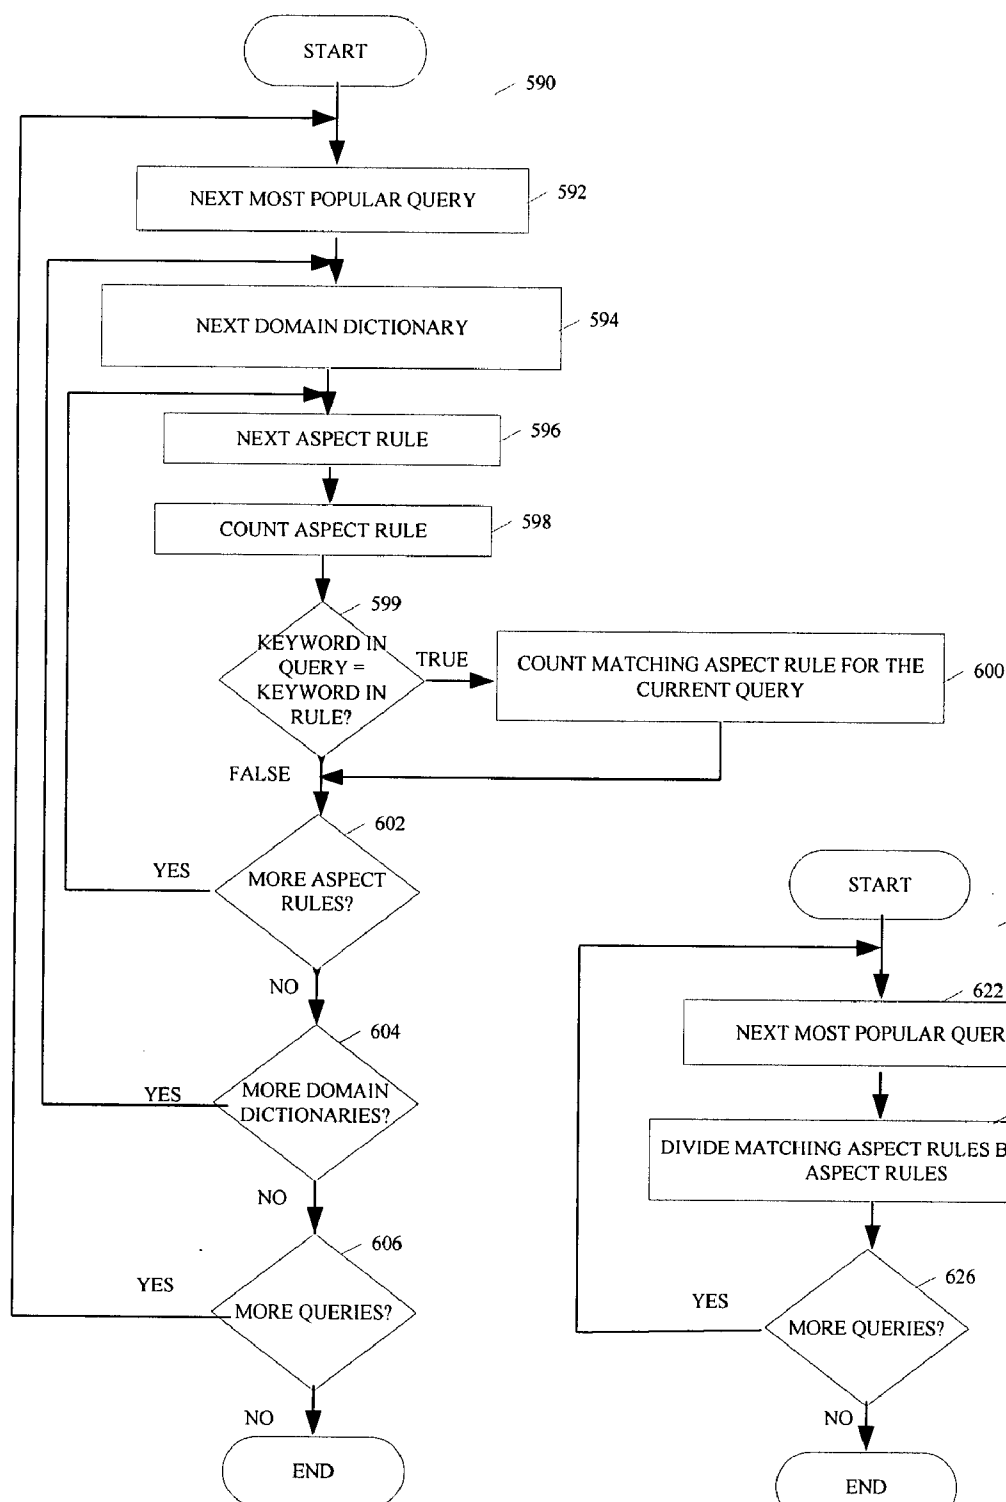 START
590
NEXT MOST POPULAR QUERY
592
NEXT DOMAIN DICTIONARY
594
NEXT ASPECT RULE
596
COUNT ASPECT RULE
598
599
KEYWORD IN
QUERY =
KEYWORD IN
RULE?
TRUE
COUNT MATCHING ASPECT RULE FOR THE
CURRENT QUERY
600
FALSE
602
YES
MORE ASPECT
RULES?
NO
604
YES
MORE DOMAIN
DICTIONARIES?
NO
606
YES
MORE QUERIES?
NO
END
START
622
NEXT MOST POPULAR
DIVIDE MATCHING ASPECT RULES
ASPECT RULES
626
YES
MORE QUERIES?
NO
END